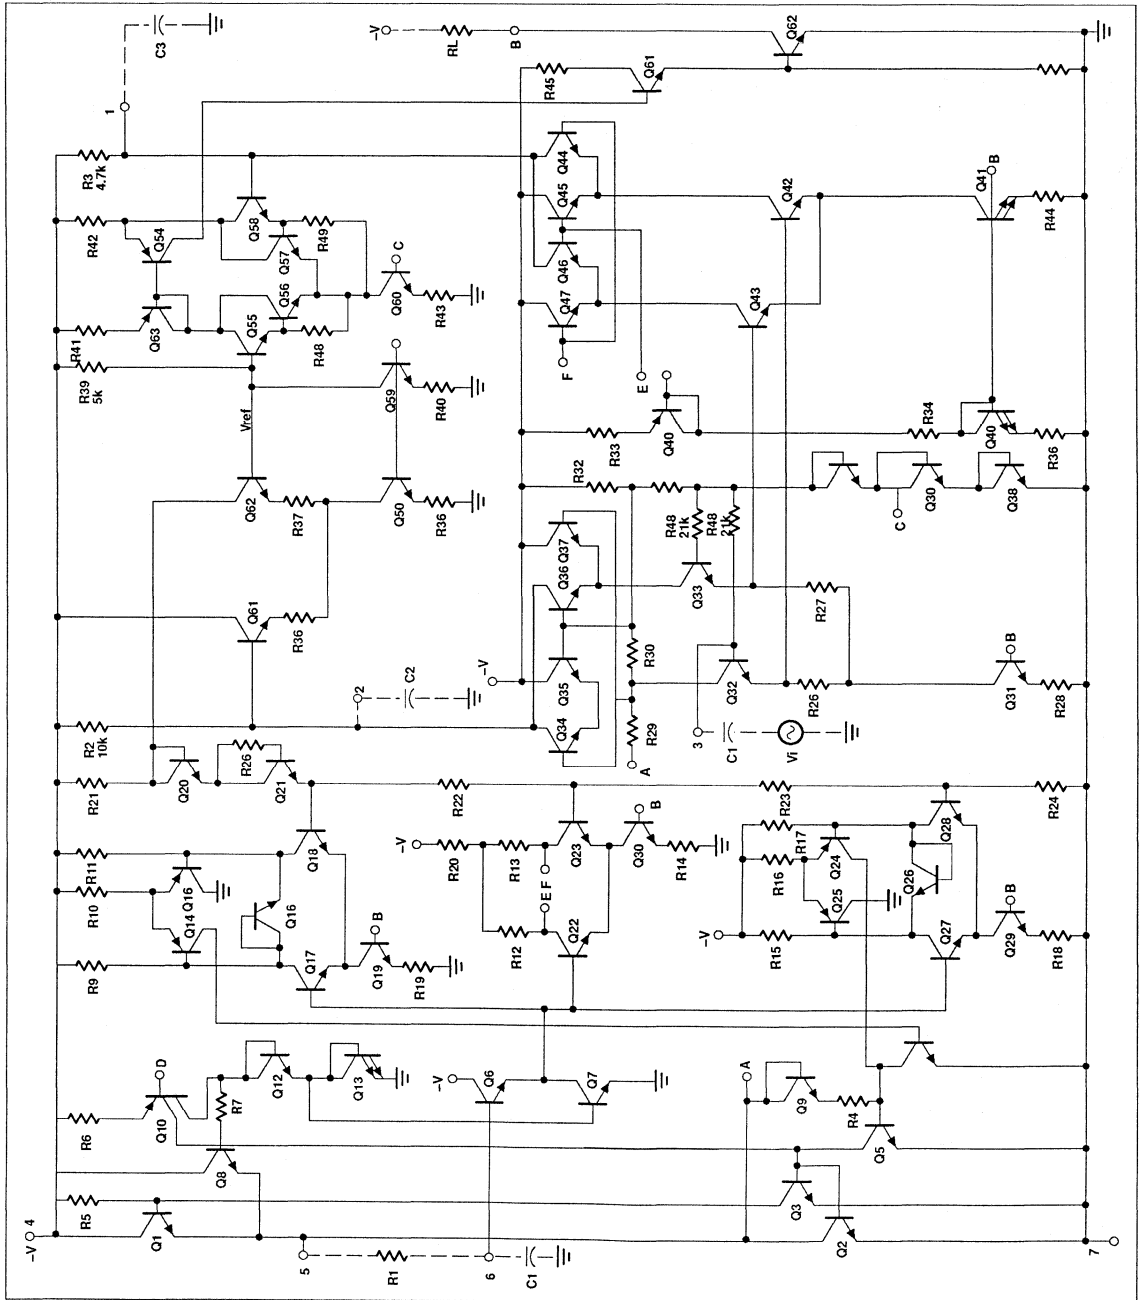 –V
4
R5
Q1
Q8
R6
Q10
D
R7
Q12
Q13
5
R1
6
C1
–V
Q6
Q7
A
Q9
R4
Q5
Q3
Q2
7
R9
R10
R11
Q14
Q16
Q16
Q17
Q18
Q19
B
R19
R21
Q20
R26
Q21
R22
–V
R20
R13
R12
E
F
Q22
Q23
Q30
B
R14
R23
R24
–V
R15
R16
R17
Q24
Q25
Q26
Q27
Q28
Q29
B
R18
R2
10k
Q61
R36
2
C2
Q62
R37
Q50
R36
Vref
R39
5k
R41
Q63
Q54
R42
R3
4.7k
1
C3
Q55
Q56
Q57
Q58
R48
R49
Q59
R40
Q60
C
R43
–V
Q34
Q35
Q36
Q37
A
R29
R30
R32
R33
Q40
R34
Q40
R36
R48
21k
R48
21k
Q33
Q32
3
C1
Vi
R26
R27
Q31
B
R28
C
Q30
Q38
F
E
Q47
Q46
Q45
Q44
Q43
Q42
Q41
B
R44
R45
Q61
–V
RL
B
Q62